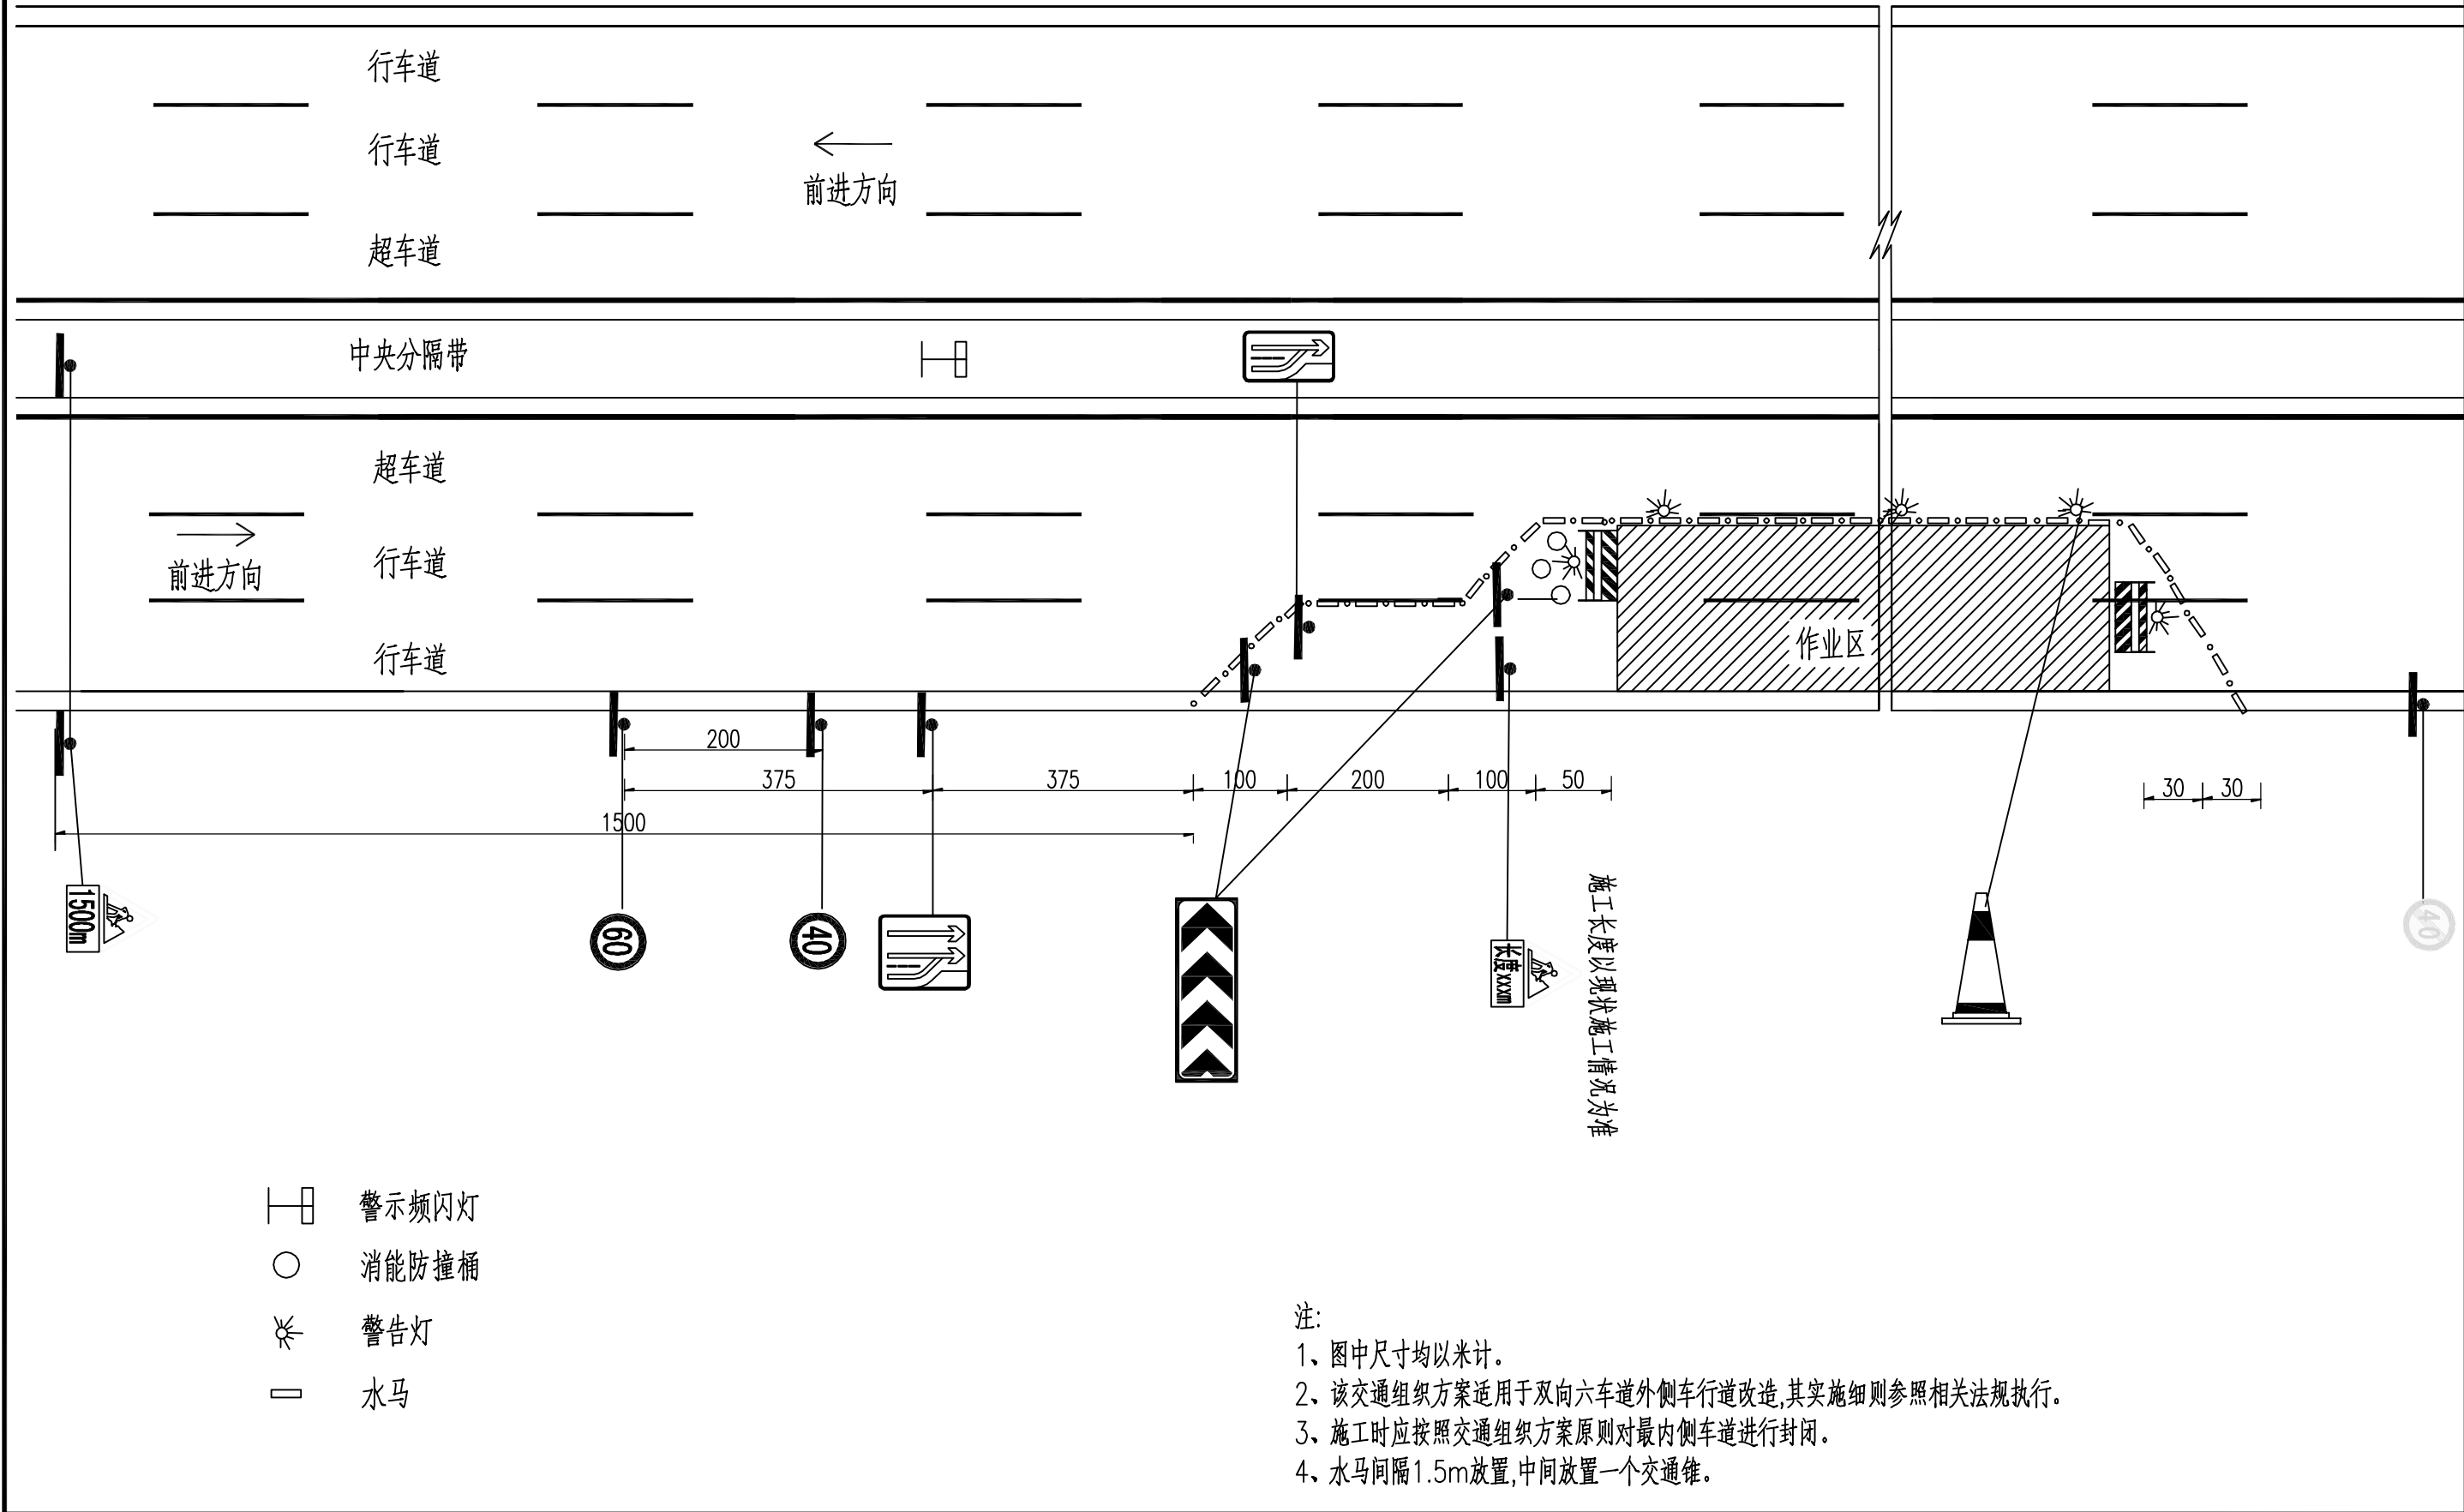 行车道
行车道
前进方向
超车道
中央分隔带
超车道
前进方向
行车道
行车道
作业区
200
375
375
100
200
100
50
30
30
1500
1500m
60
40
长度xxxm
施工长度以现状施工情况为准
40
警示频闪灯
消能防撞桶
警告灯
水马
注:
1、图中尺寸均以米计。
2、该交通组织方案适用于双向六车道外侧车行道改造,其实施细则参照相关法规执行。
3、施工时应按照交通组织方案原则对最内侧车道进行封闭。
4、水马间隔1.5m放置,中间放置一个交通锥。